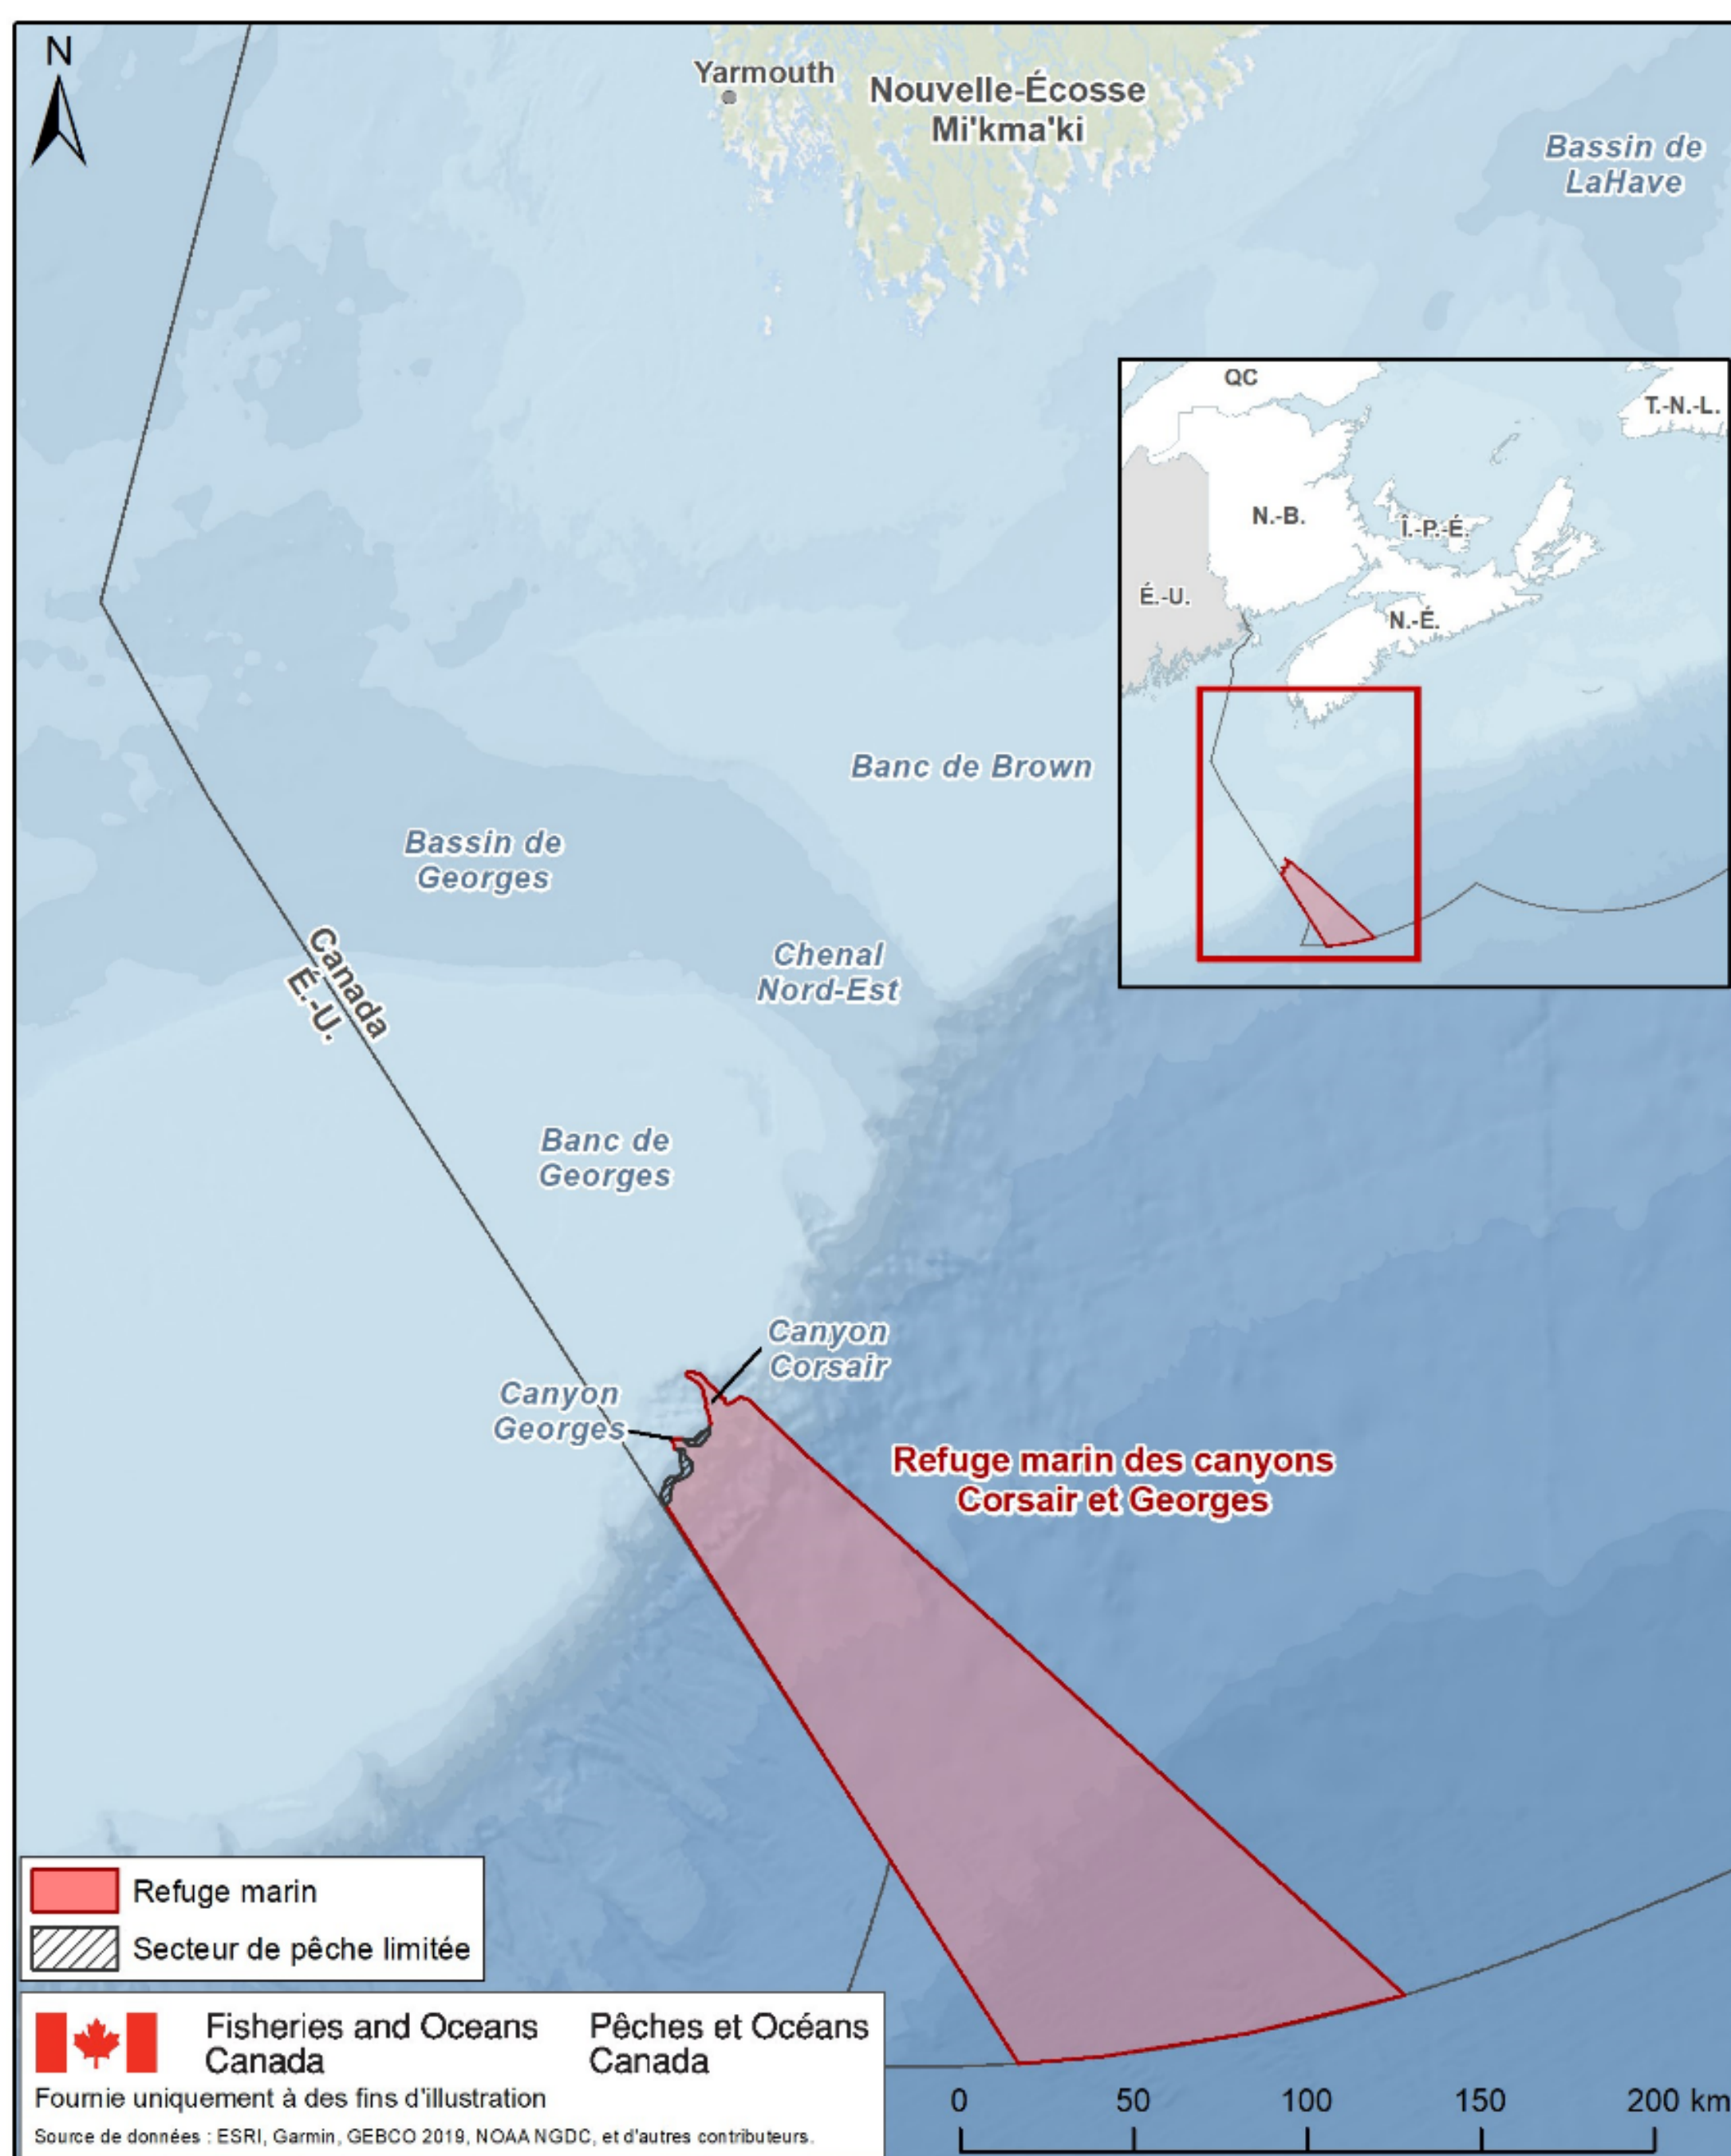 N
Yarmouth
Nouvelle-Écosse
Mi'kma'ki
Bassin de
LaHave
QC
T.-N.-L.
N.-B.
Î.-P.-É.
É.-U.
N.-É.
Banc de Brown
Bassin de
Georges
Chenal
Nord-Est
Canada
É.-U.
Banc de
Georges
Canyon
Corsair
Canyon
Georges
Refuge marin des canyons
Corsair et Georges
Refuge marin
Secteur de pêche limitée
Fisheries and Oceans
Canada
Pêches et Océans
Canada
Fournie uniquement à des fins d'illustration
Source de données : ESRI, Garmin, GEBCO 2019, NOAA NGDC, et d'autres contributeurs.
0 50 100 150 200 km